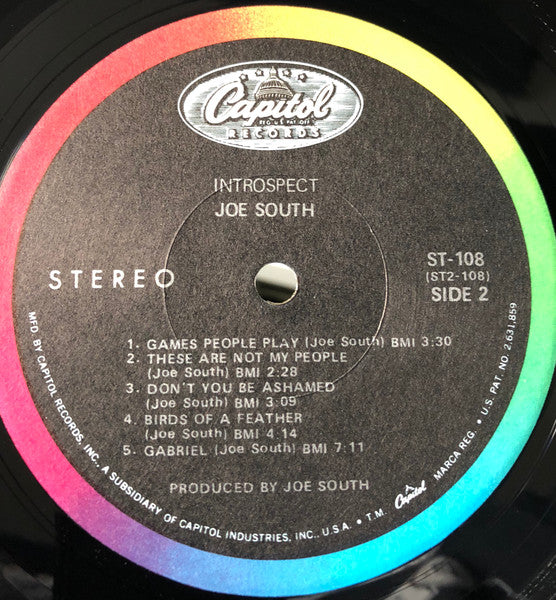 Capitol
REG. U.S. PAT. OFF.
RECORDS
INTROSPECT
JOE SOUTH
STEREO
ST-108
(ST2-108)
SIDE 2
1. GAMES PEOPLE PLAY (Joe South) BMI 3:30
2. THESE ARE NOT MY PEOPLE
(Joe South) BMI 2:28
3. DON'T YOU BE ASHAMED
(Joe South) BMI 3:09
4. BIRDS OF A FEATHER
(Joe South) BMI 4:14
5. GABRIEL (Joe South) BMI 7:11
PRODUCED BY JOE SOUTH
MFD. BY CAPITOL RECORDS, INC., A SUBSIDIARY OF CAPITOL INDUSTRIES, INC., U.S.A. • T.M. Capitol MARCA REG. • U.S. PAT. NO. 2,631,859